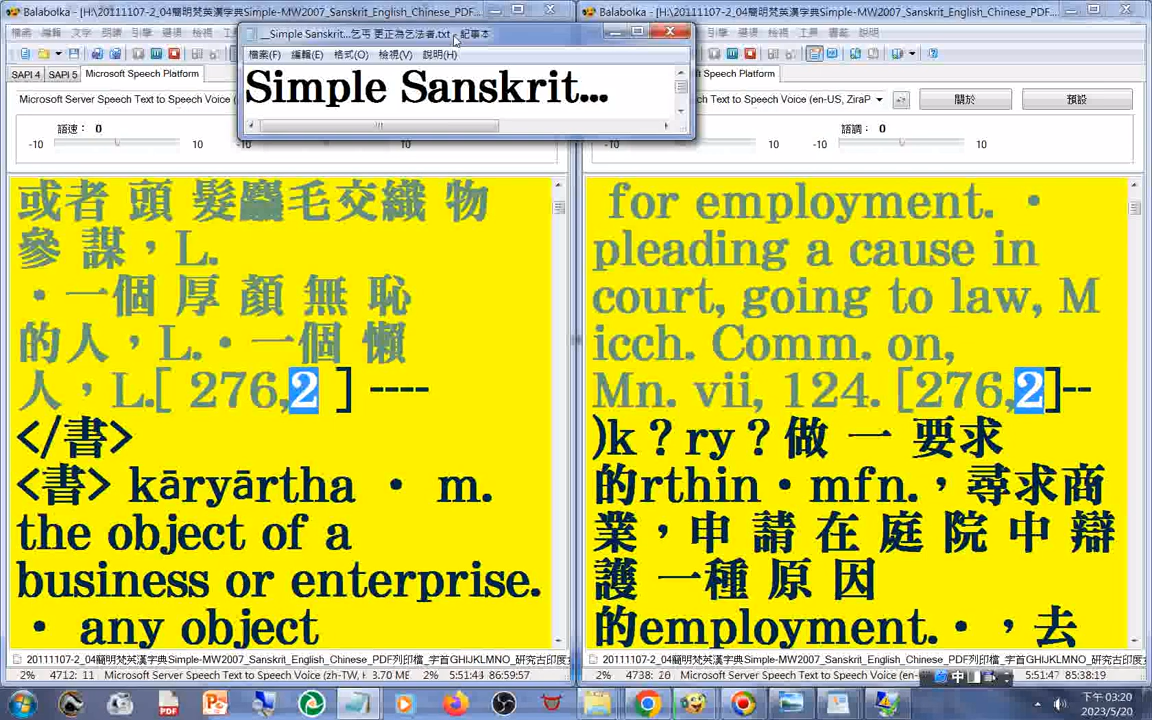 Balabolka - [H:\20111107-2_04簡明梵英漢字典Simple-MW2007_Sanskrit_English_Chinese_PDF...
Balabolka - [H:\20111107-2_04簡明梵英漢字典Simple-MW2007_Sanskrit_English_Chinese_PDF...
__Simple Sanskrit...乞丐 更正為乞法者.txt - 記事本
檔案(F) 編輯(E) 格式(O) 檢視(V) 說明(H)
Simple Sanskrit...
SAPI 4 SAPI 5 Microsoft Speech Platform
t Speech Platform
Microsoft Server Speech Text to Speech Voice (
ch Text to Speech Voice (en-US, ZiraP
關於 預設
語速： 0
-10 10 10
語調： 0
-10 10
或者 頭 髮麤毛交織 物
參 謀，L.
•一個 厚 顏 無 恥
的人，L.•一個 懶
人，L.[ 276,2 ] ----
</書>
<書> kāryārtha • m.
the object of a
business or enterprise.
• any object
for employment. •
pleading a cause in
court, going to law, M
icch. Comm. on,
Mn. vii, 124. [276,2]--
)k？ry？做 一 要求
的rthin•mfn.，尋求商
業，申 請 在 庭 院 中 辯
護 一種 原 因
的employment.•，去
20111107-2_04簡明梵英漢字典Simple-MW2007_Sanskrit_English_Chinese_PDF列印檔_字首GHIJKLMNO_研究古印度
20111107-2_04簡明梵英漢字典Simple-MW2007_Sanskrit_English_Chinese_PDF列印檔_字首GHIJKLMNO_研究古印度
2% 4712: 11 Microsoft Server Speech Text to Speech Voice (zh-TW, H 3.70 ME 5:51:44 86:59:57
2% 4738: 26 Microsoft Server Speech Text to Speech Voice 5:51:47 85:38:19
中
下午 03:20
2023/5/20